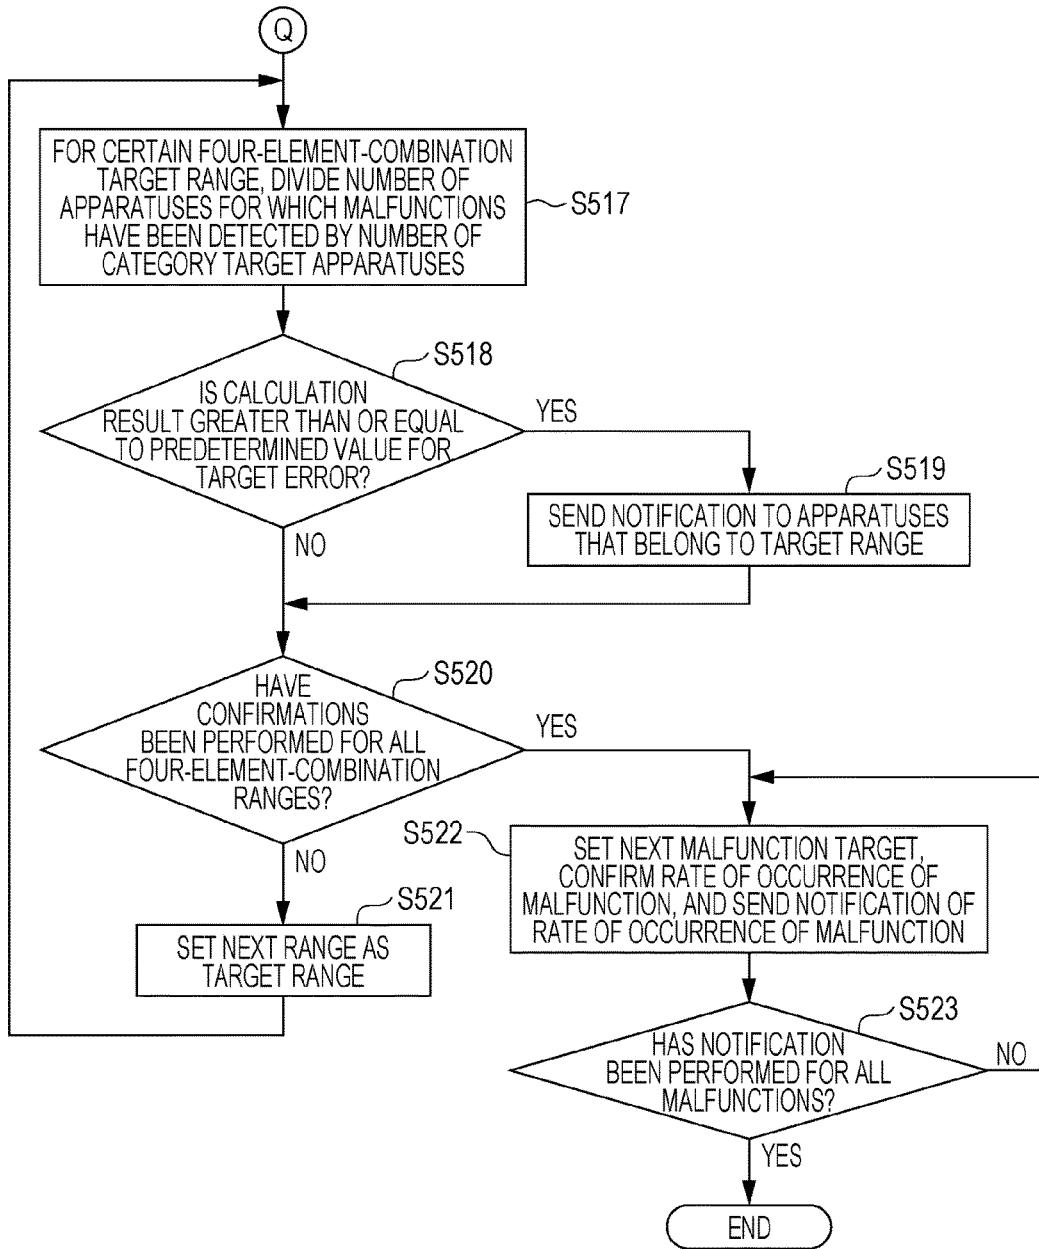 Q
FOR CERTAIN FOUR-ELEMENT-COMBINATION
TARGET RANGE, DIVIDE NUMBER OF
APPARATUSES FOR WHICH MALFUNCTIONS
HAVE BEEN DETECTED BY NUMBER OF
CATEGORY TARGET APPARATUSES
S517
S518
IS CALCULATION
RESULT GREATER THAN OR EQUAL
TO PREDETERMINED VALUE FOR
TARGET ERROR?
YES
NO
S519
SEND NOTIFICATION TO APPARATUSES
THAT BELONG TO TARGET RANGE
S520
HAVE
CONFIRMATIONS
BEEN PERFORMED FOR ALL
FOUR-ELEMENT-COMBINATION
RANGES?
YES
NO
S521
SET NEXT RANGE AS
TARGET RANGE
S522
SET NEXT MALFUNCTION TARGET,
CONFIRM RATE OF OCCURRENCE OF
MALFUNCTION, AND SEND NOTIFICATION OF
RATE OF OCCURRENCE OF MALFUNCTION
S523
HAS NOTIFICATION
BEEN PERFORMED FOR ALL
MALFUNCTIONS?
NO
YES
END